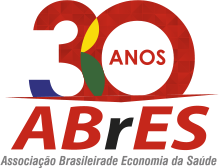 30 ANOS
ABrES
Associação Brasileirade Economia da Saúde